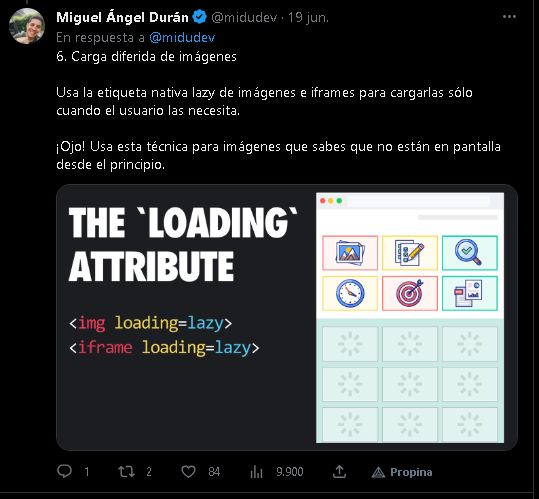 Miguel Ángel Durán @midudev · 19 jun.
En respuesta a @midudev
6. Carga diferida de imágenes
Usa la etiqueta nativa lazy de imágenes e iframes para cargarlas sólo
cuando el usuario las necesita.
¡Ojo! Usa esta técnica para imágenes que sabes que no están en pantalla
desde el principio.
THE `LOADING`
ATTRIBUTE
<img loading=lazy>
<iframe loading=lazy>
1 2 84 9.900 Propina